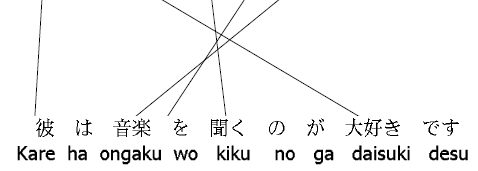 彼 は 音楽 を 聞く の が 大好き です
Kare ha ongaku wo kiku no ga daisuki desu